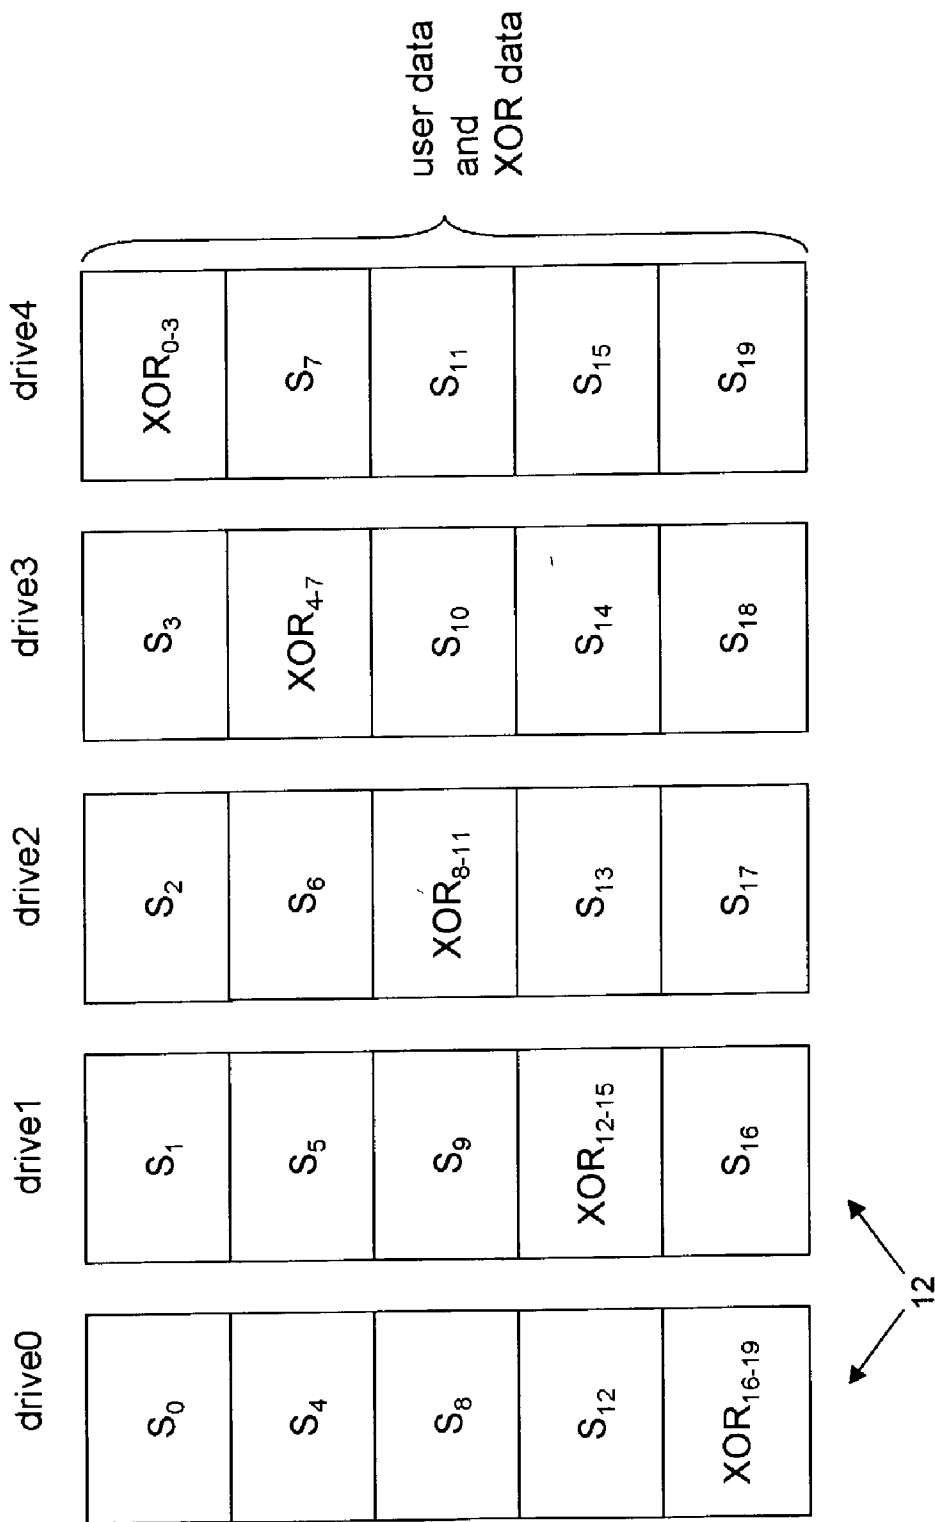 drive0 drive1 drive2 drive3 drive4
S0 S1 S2 S3 XOR0-3
S4 S5 S6 XOR4-7 S7
S8 S9 XOR8-11 S10 S11
S12 XOR12-15 S13 S14 S15
XOR16-19 S16 S17 S18 S19
user data
and
XOR data
12